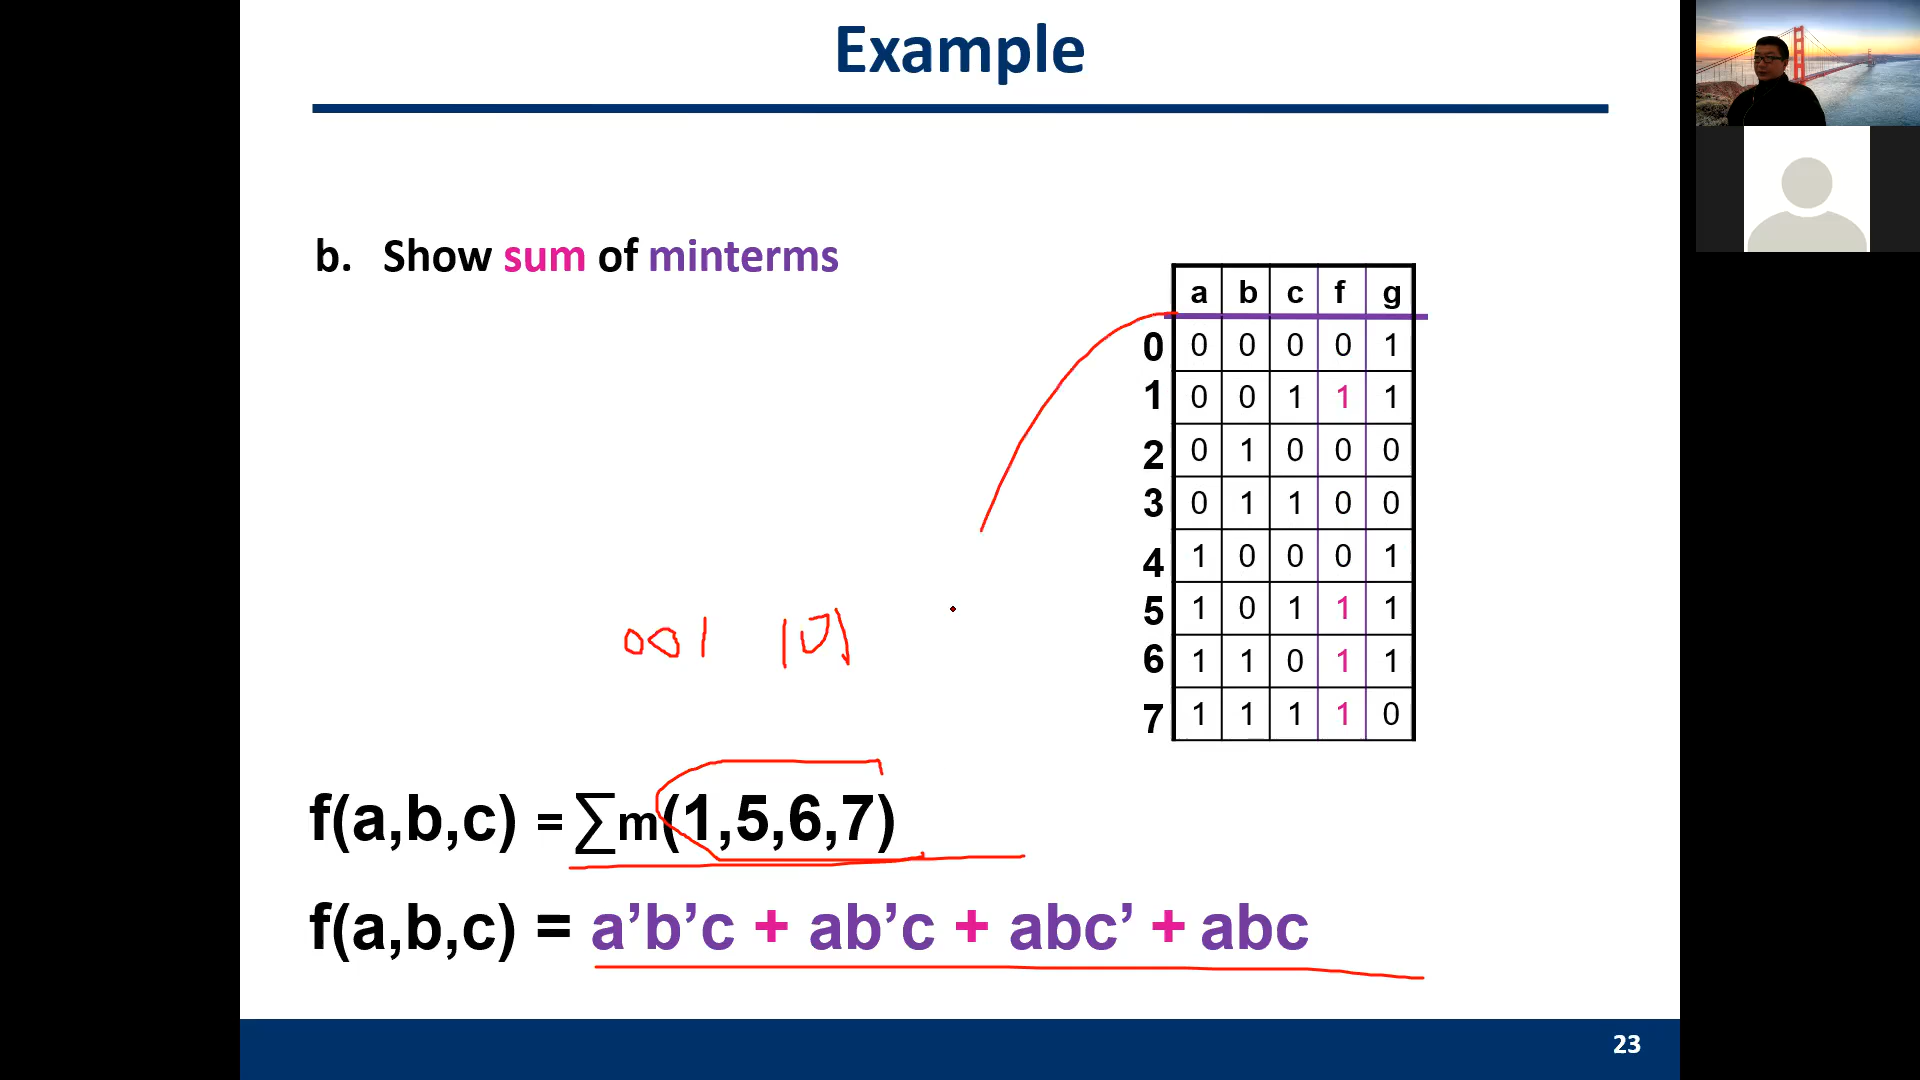 Example
b. Show sum of minterms
a b c f g
0 0 0 0 0 1
1 0 0 1 1 1
2 0 1 0 0 0
3 0 1 1 0 0
4 1 0 0 0 1
5 1 0 1 1 1
6 1 1 0 1 1
7 1 1 1 1 0
001 101
f(a,b,c) = ∑m(1,5,6,7)
f(a,b,c) = a’b’c + ab’c + abc’ + abc
23